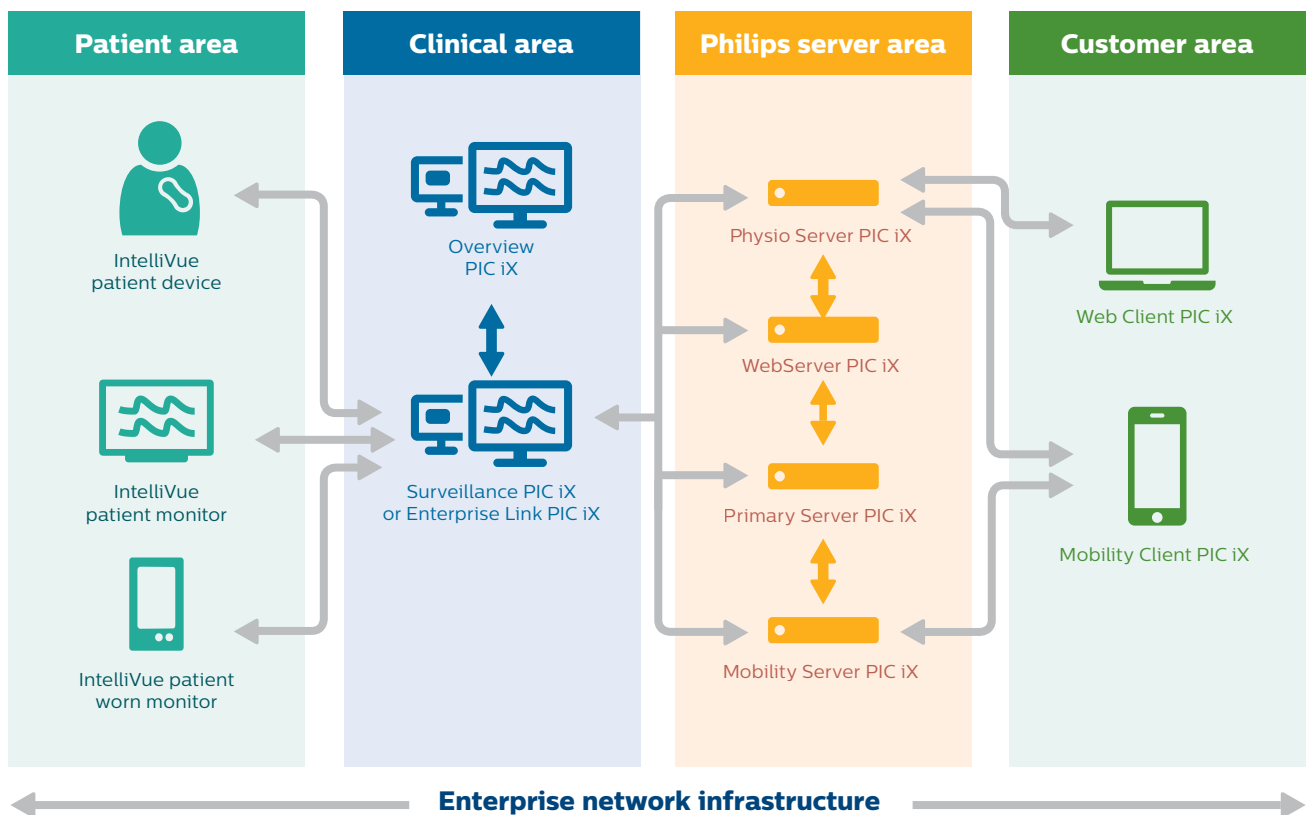 Patient area
Clinical area
Philips server area
Customer area
IntelliVue
patient device
IntelliVue
patient monitor
IntelliVue patient
worn monitor
Overview
PIC iX
Surveillance PIC iX
or Enterprise Link PIC iX
Physio Server PIC iX
WebServer PIC iX
Primary Server PIC iX
Mobility Server PIC iX
Web Client PIC iX
Mobility Client PIC iX
Enterprise network infrastructure